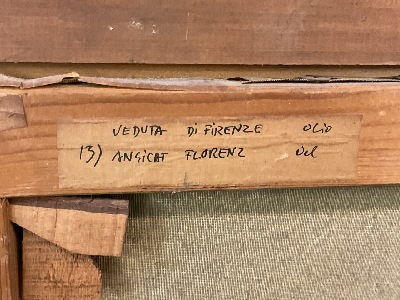 VEDUTA DI FIRENZE OLIO
13) ANSICHT FLORENZ Oel